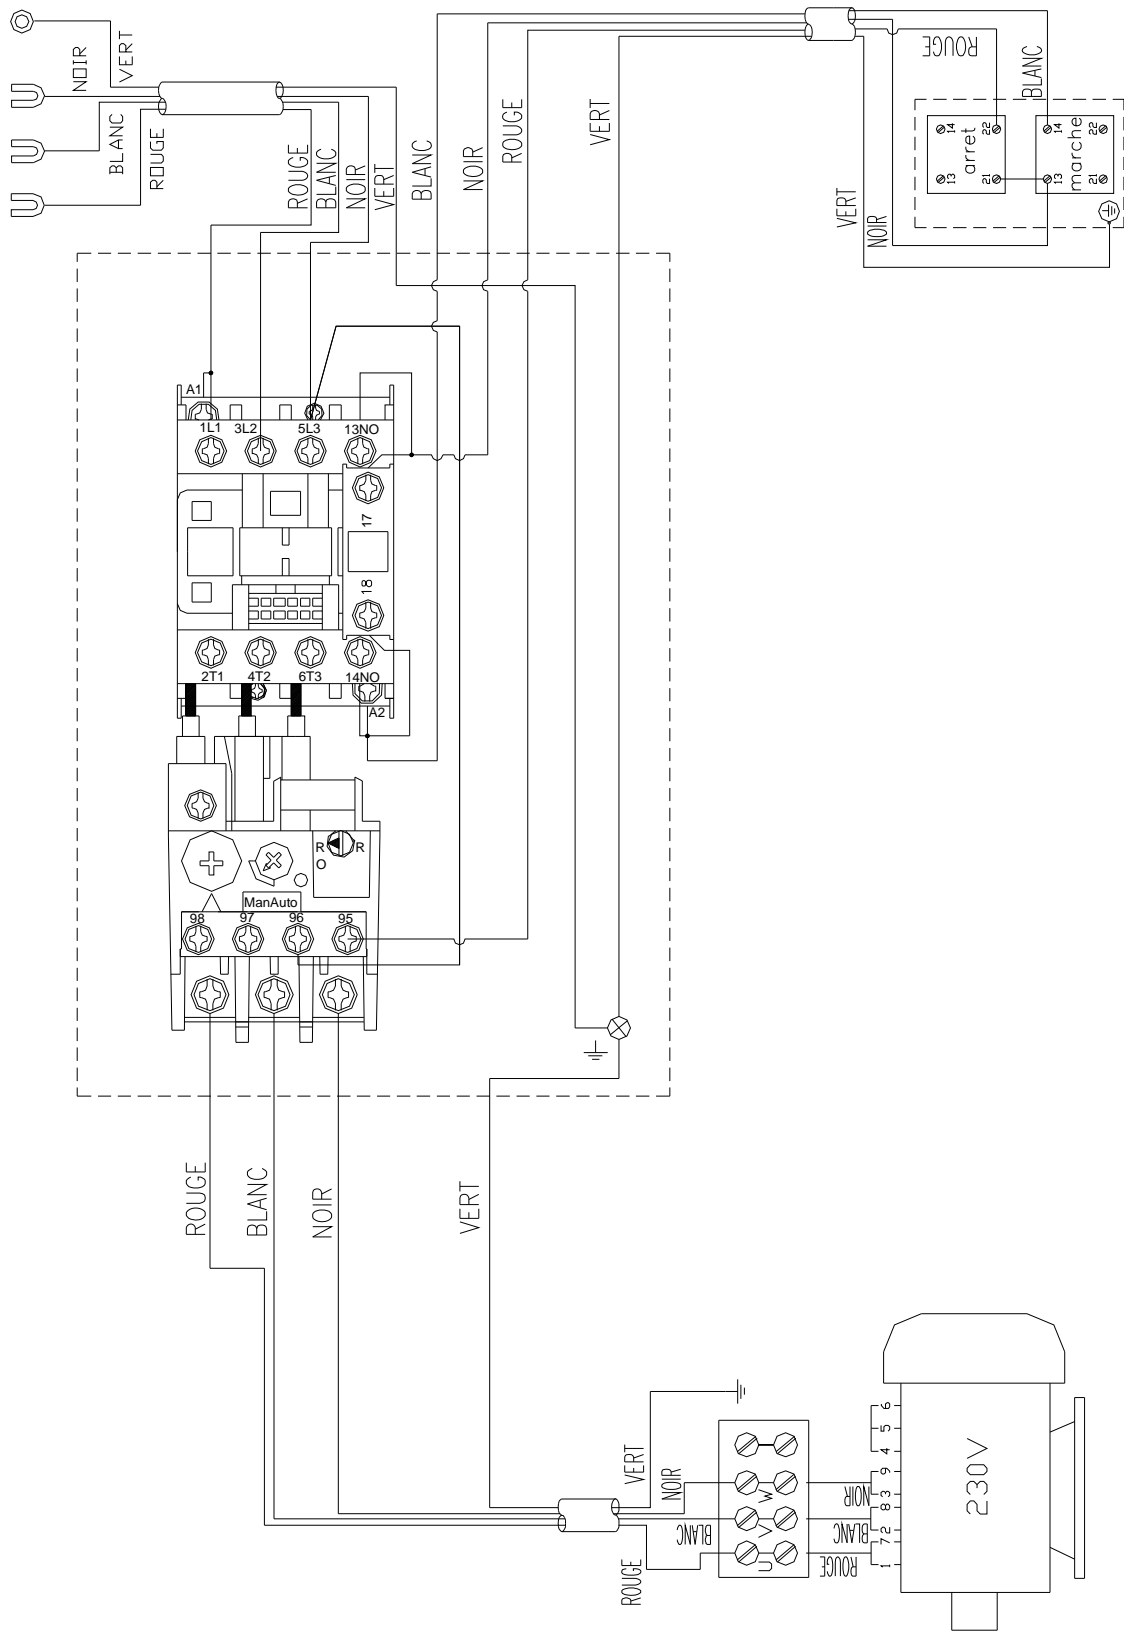 NOIR
VERT
BLANC
ROUGE
ROUGE
BLANC
NOIR
VERT
BLANC
NOIR
ROUGE
VERT
ROUGE
BLANC
14
22
arret
13
21
14
22
marche
13
21
VERT
NOIR
A1
1L1 3L2 5L3 13NO
17
18
2T1 4T2 6T3 14NO
A2
R R
O
ManAuto
98 97 96 95
ROUGE
BLANC
NOIR
VERT
VERT
NOIR
BLANC
ROUGE
W
V
U
NOIR
BLANC
ROUGE
6
5
4
9
3
8
2
7
1
230V